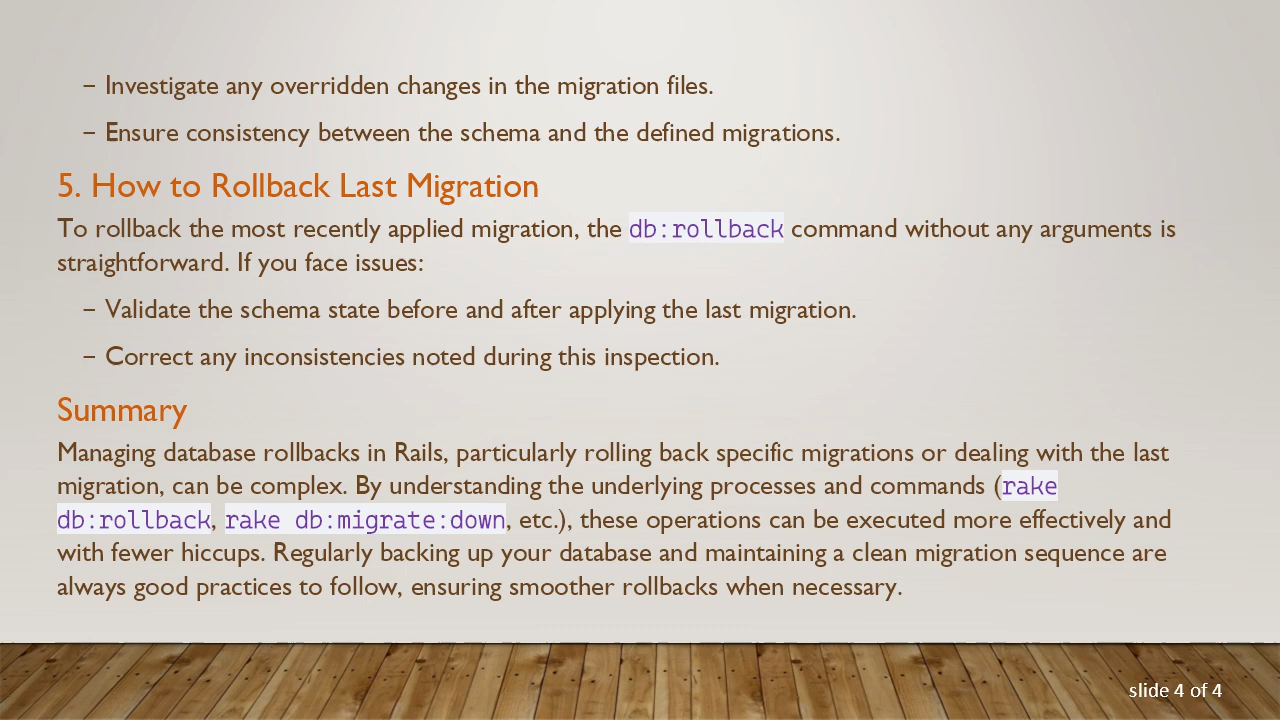 – Investigate any overridden changes in the migration files.
– Ensure consistency between the schema and the defined migrations.
5. How to Rollback Last Migration
To rollback the most recently applied migration, the db:rollback command without any arguments is
straightforward. If you face issues:
– Validate the schema state before and after applying the last migration.
– Correct any inconsistencies noted during this inspection.
Summary
Managing database rollbacks in Rails, particularly rolling back specific migrations or dealing with the last
migration, can be complex. By understanding the underlying processes and commands (rake
db:rollback, rake db:migrate:down, etc.), these operations can be executed more effectively and
with fewer hiccups. Regularly backing up your database and maintaining a clean migration sequence are
always good practices to follow, ensuring smoother rollbacks when necessary.
slide 4 of 4